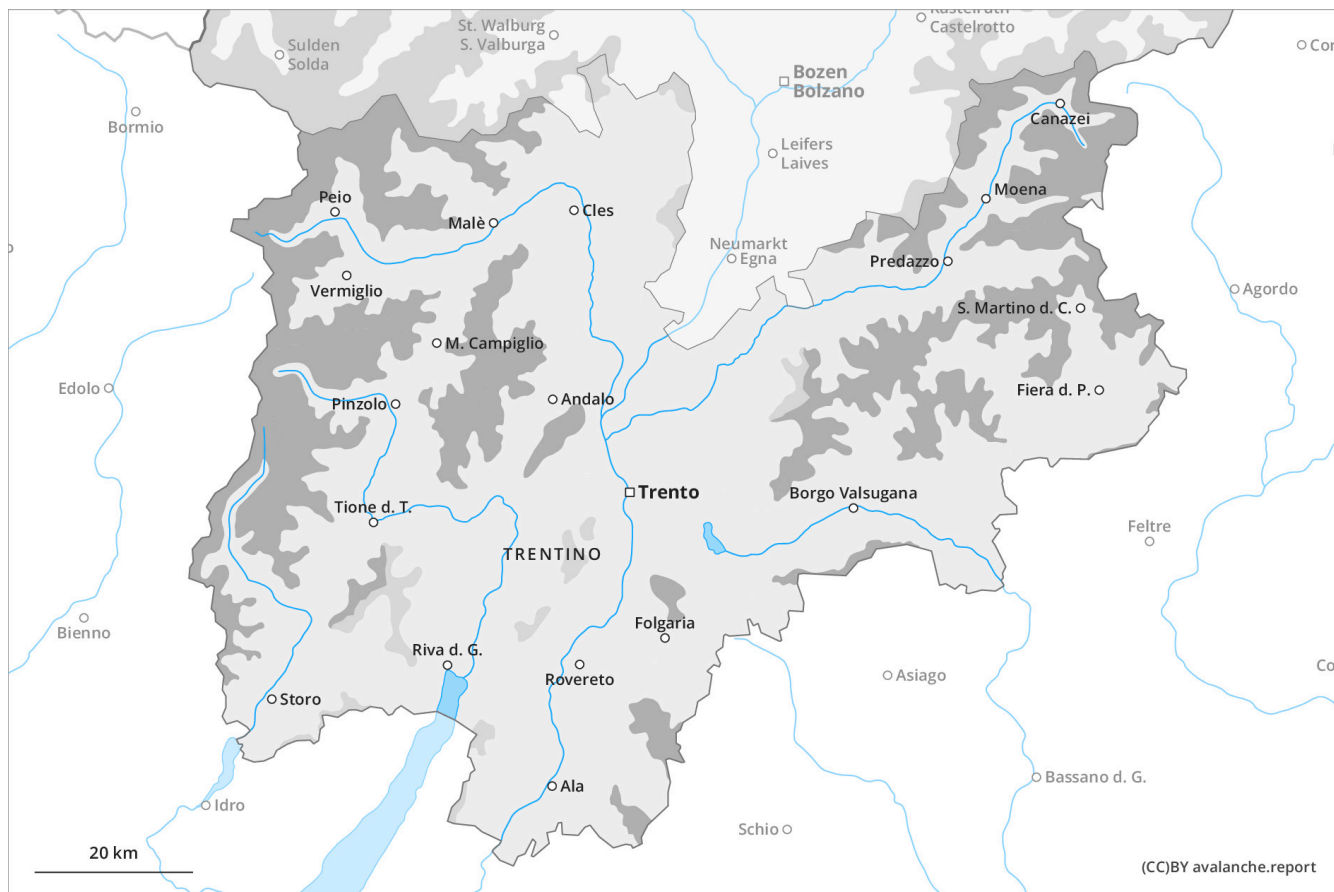 Kastelruth
Castelrotto
St. Walburg
S. Valburga
Sulden
Solda
Bozen
Bolzano
Bormio
Canazei
Leifers
Laives
Moena
Peio
Malè
Cles
Neumarkt
Egna
Predazzo
Vermiglio
Agordo
S. Martino d. C.
M. Campiglio
Edolo
Pinzolo
Andalo
Fiera d. P.
Trento
Borgo Valsugana
Tione d. T.
Feltre
TRENTINO
Bienno
Folgaria
Riva d. G.
Rovereto
Asiago
Storo
Ala
Bassano d. G.
Idro
Schio
20 km
(CC)BY avalanche.report